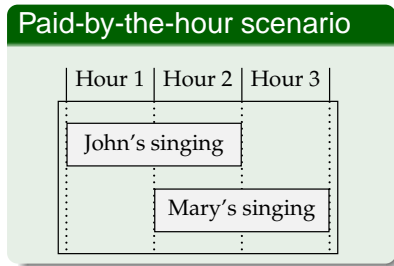 Paid-by-the-hour scenario
Hour 1 Hour 2 Hour 3
John's singing
Mary's singing